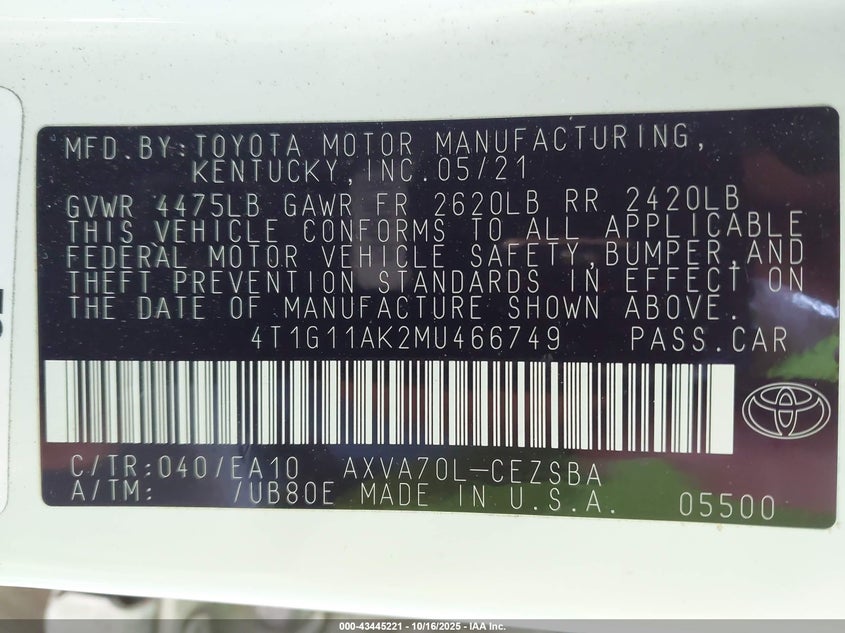 MFD.BY:TOYOTA MOTOR MANUFACTURING,
KENTUCKY,INC.05/21
GVWR 4475LB GAWR FR 2620LB RR 2420LB
THIS VEHICLE CONFORMS TO ALL APPLICABLE
FEDERAL MOTOR VEHICLE SAFETY,BUMPER,AND
THEFT PREVENTION STANDARDS IN EFFECT ON
THE DATE OF MANUFACTURE SHOWN ABOVE.
4T1G11AK2MU466749 PASS.CAR
C/TR:040/EA10 AXVA70L-CEZSBA
A/TM: /UB80E MADE IN U.S.A. 05500
000-43445221 - 10/16/2025 - IAA Inc.